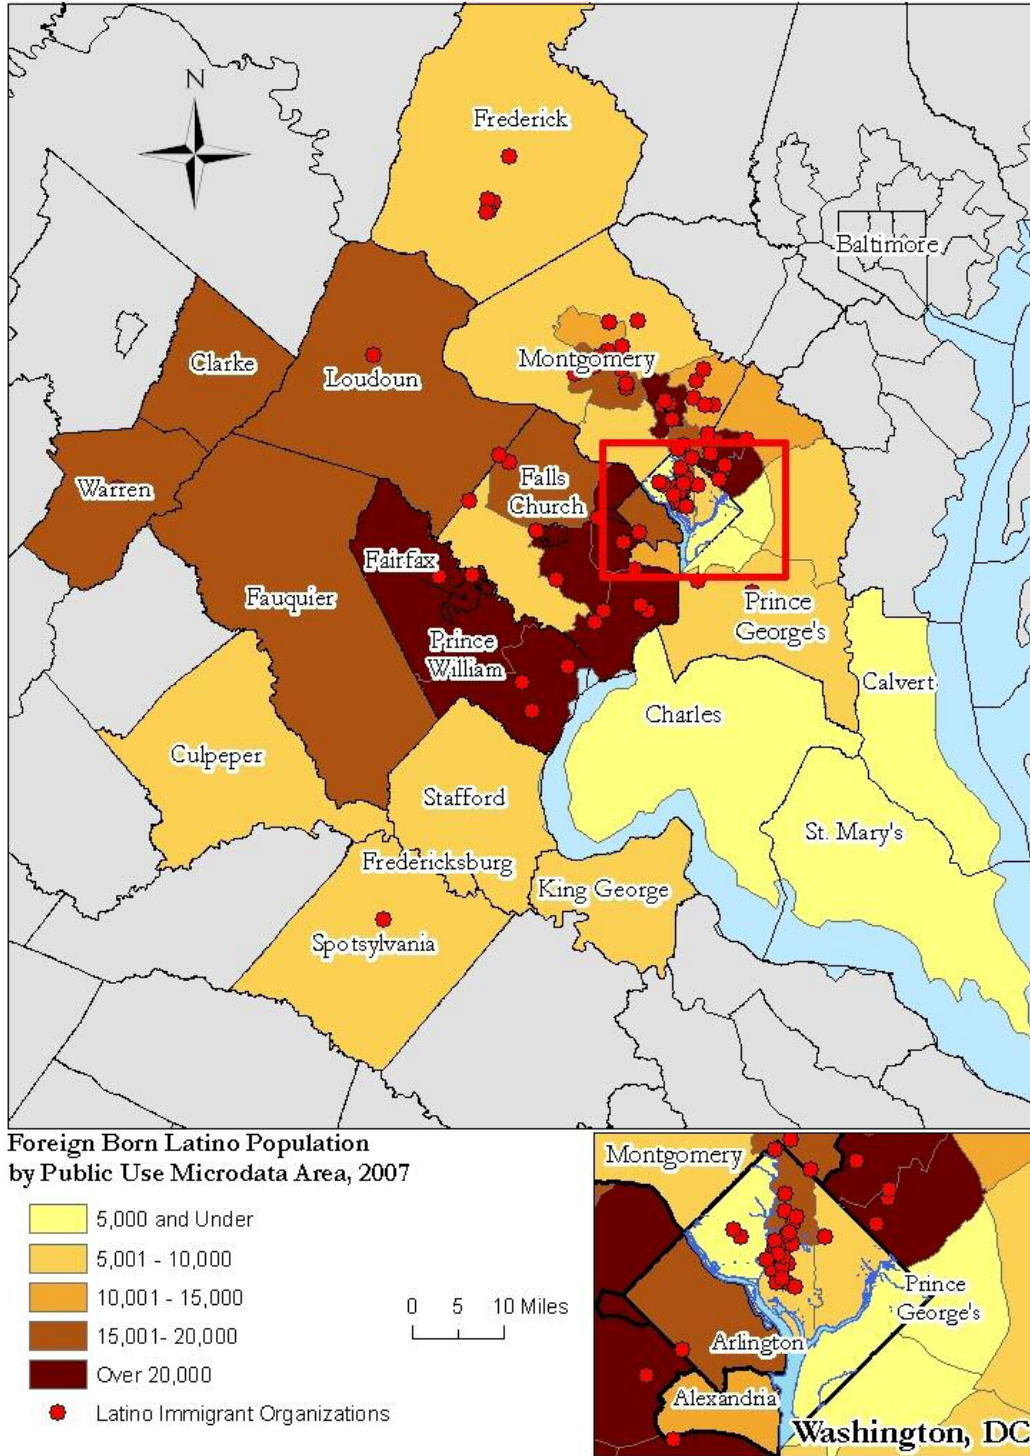 N
Frederick
Baltimore
Clarke
Loudoun
Montgomery
Warren
Falls
Church
Fairfax
Fauquier
Prince
George's
Prince
William
Calvert
Charles
Culpeper
Stafford
St. Mary's
Fredericksburg
King George
Spotsylvania
Foreign Born Latino Population
by Public Use Microdata Area, 2007
5,000 and Under
5,001 - 10,000
10,001 - 15,000
15,001- 20,000
Over 20,000
Latino Immigrant Organizations
0 5 10 Miles
Montgomery
Prince
George's
Arlington
Alexandria
Washington, DC